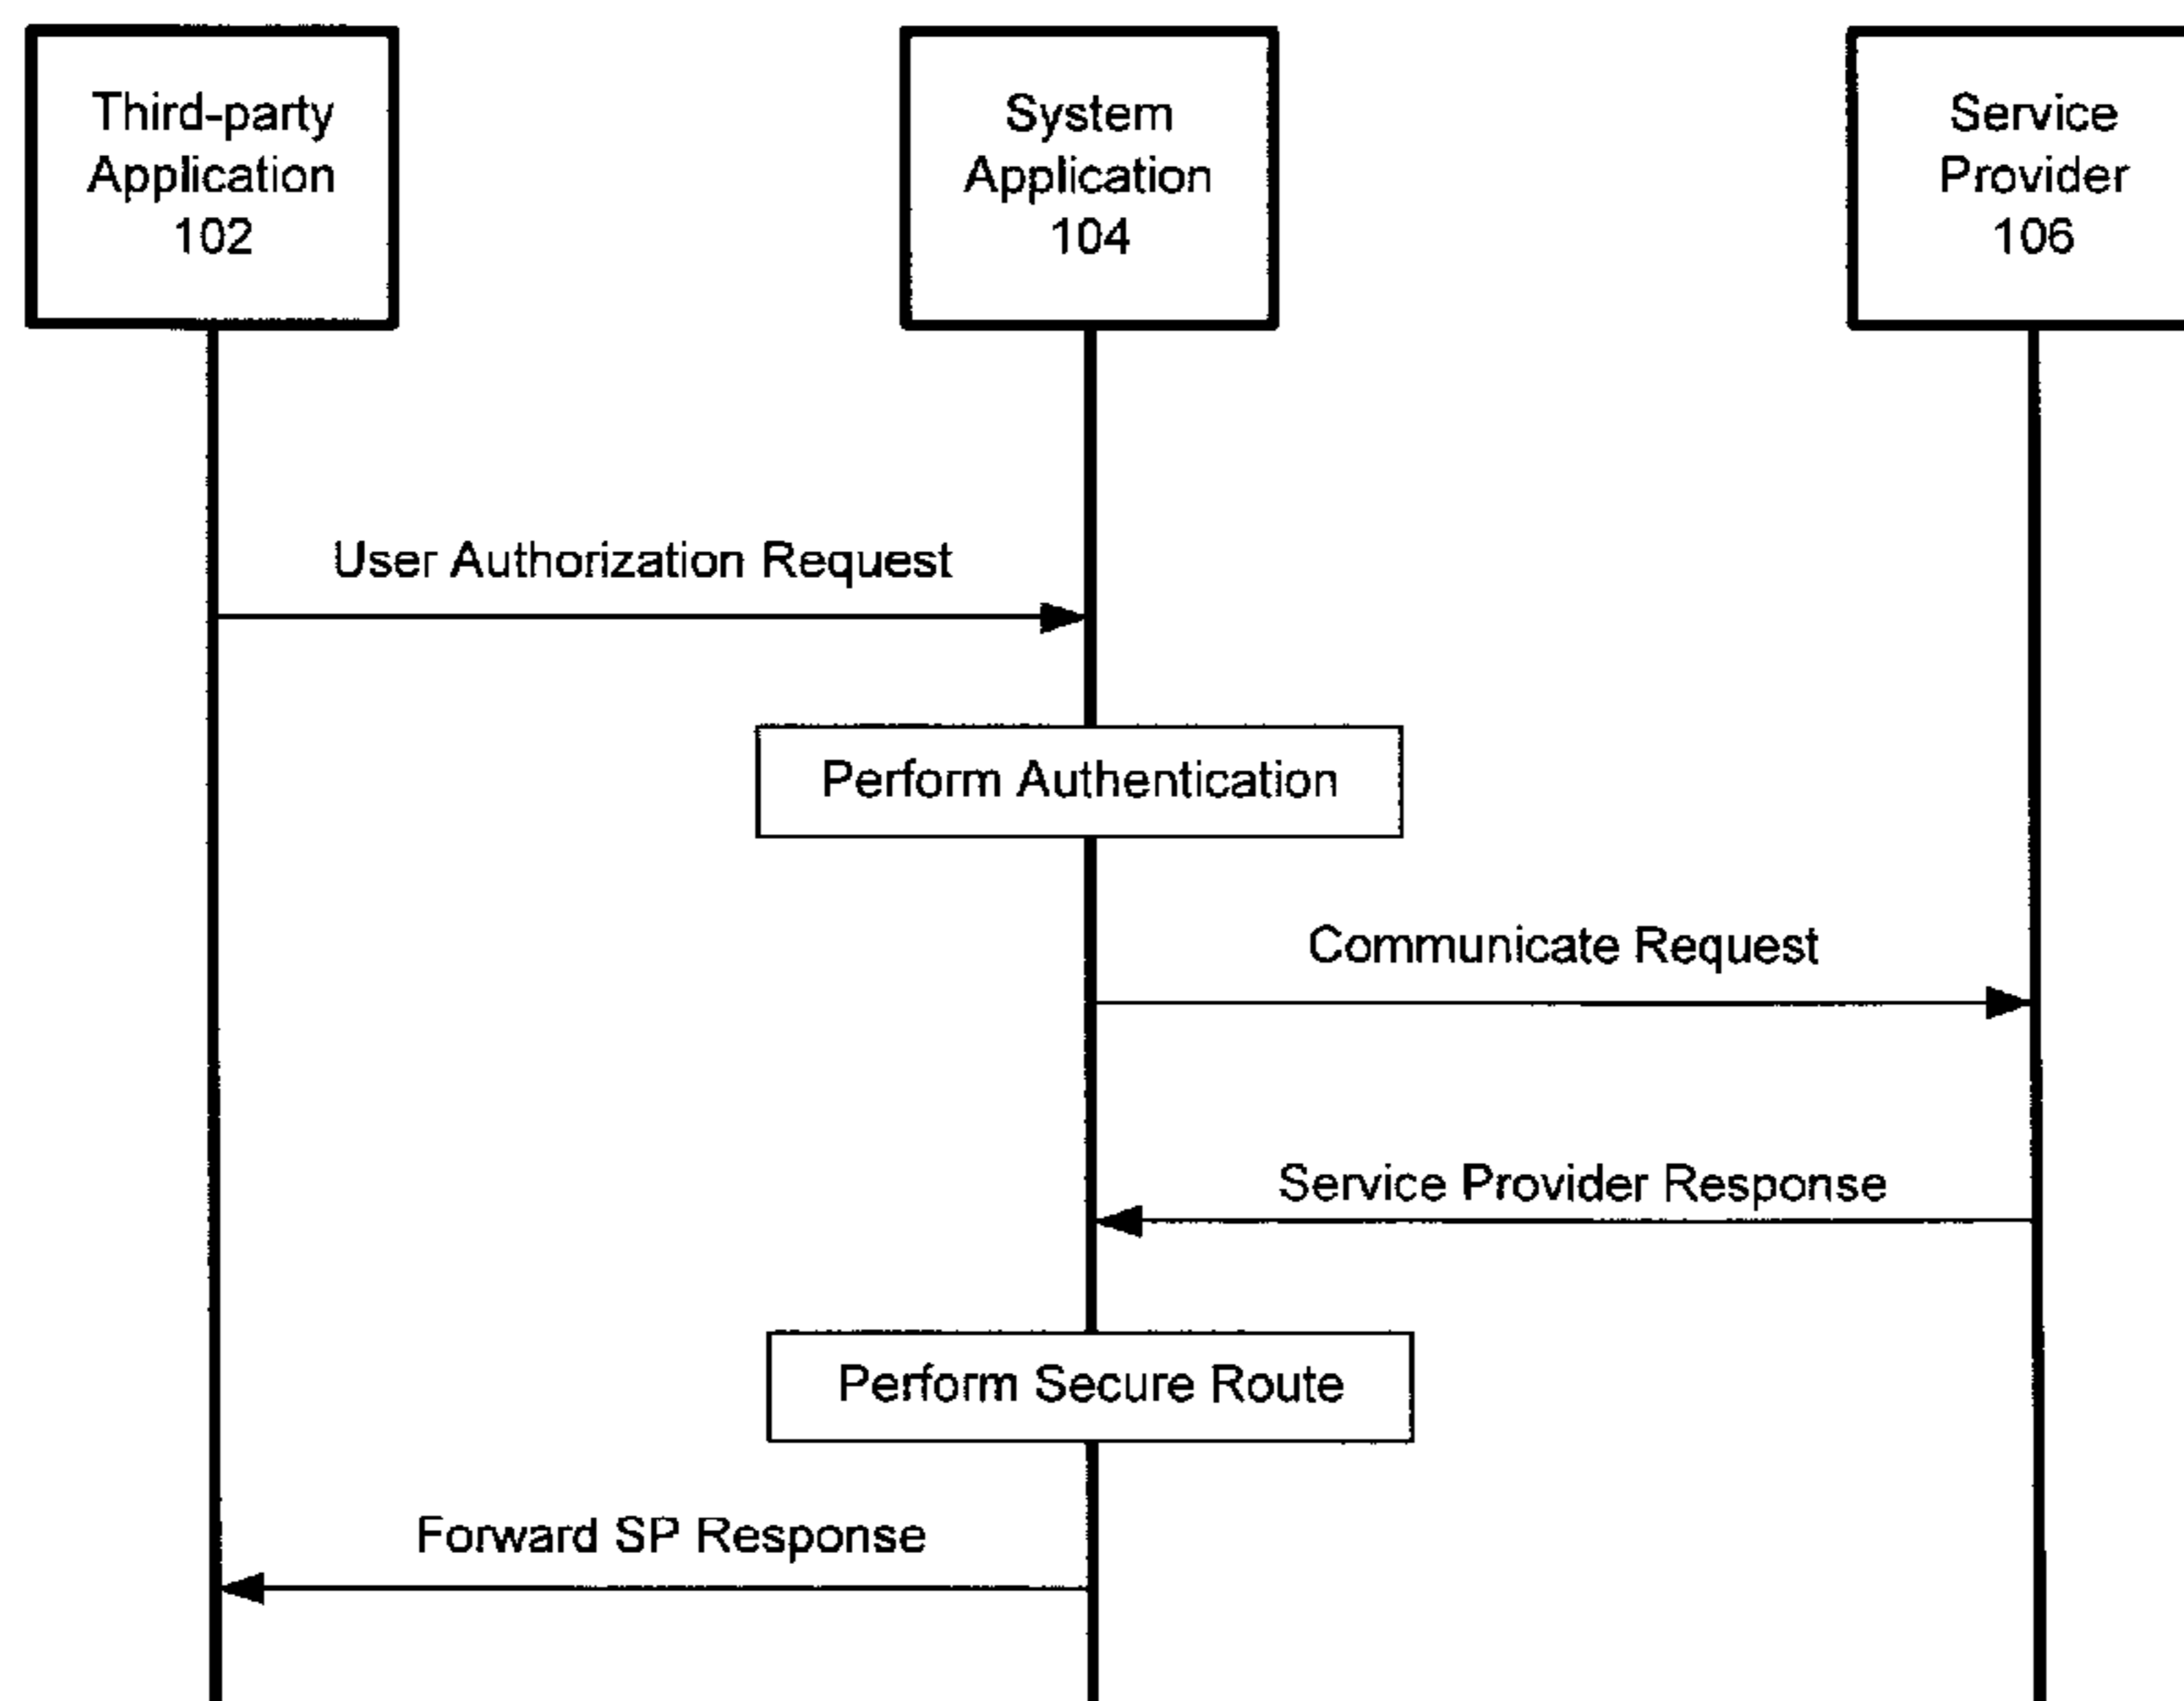 Third-party
Application
102
System
Application
104
Service
Provider
106
User Authorization Request
Perform Authentication
Communicate Request
Service Provider Response
Perform Secure Route
Forward SP Response